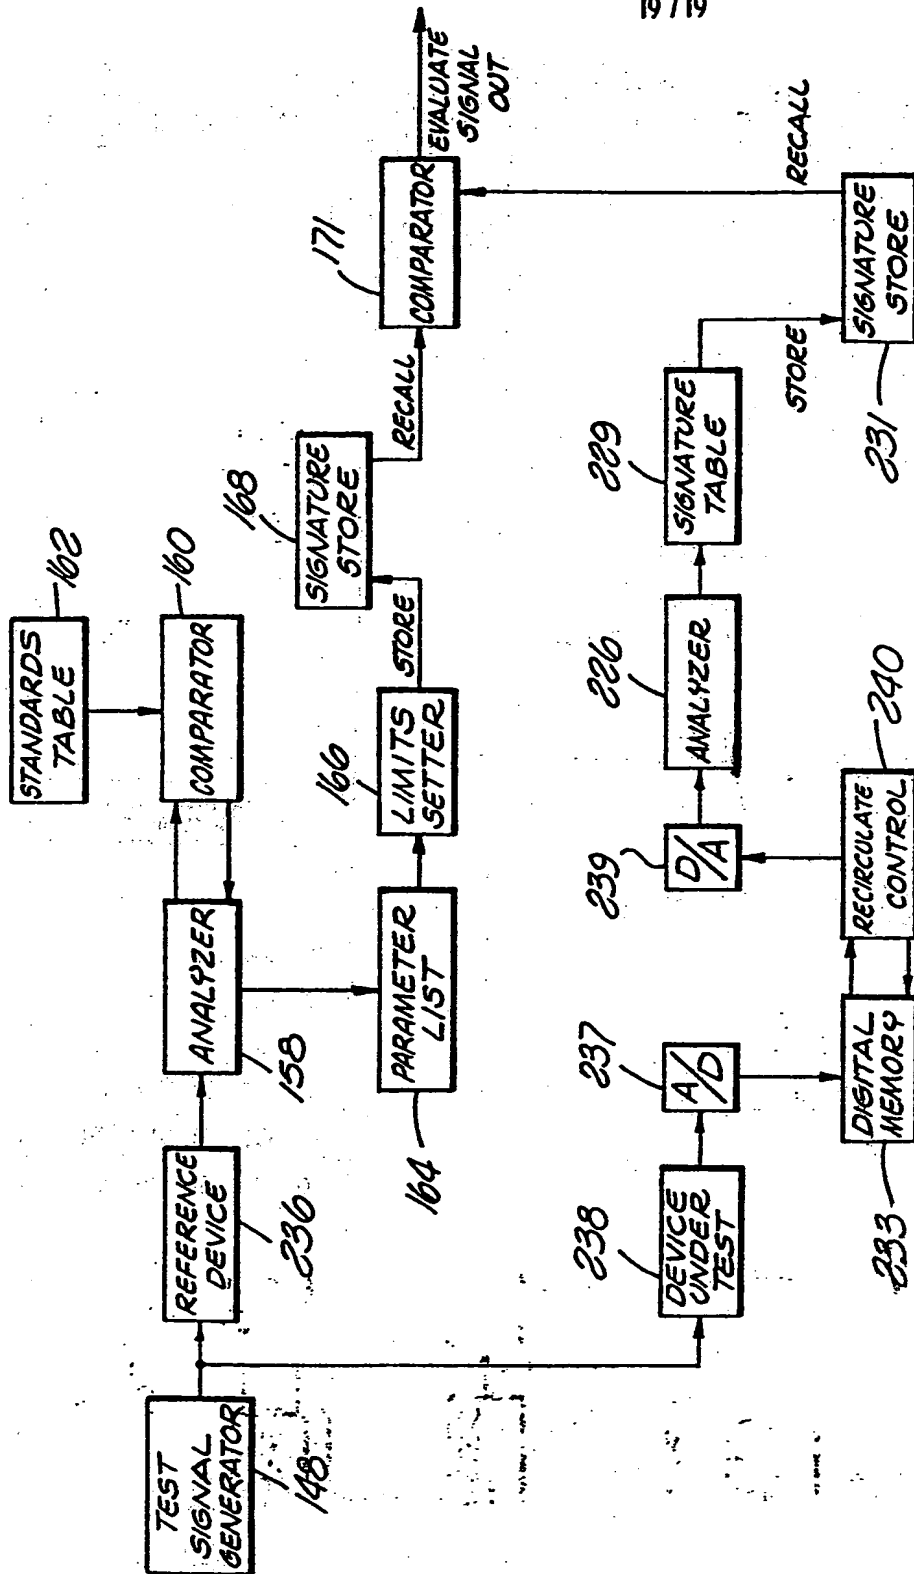 19/19
TEST
SIGNAL
GENERATOR
148
REFERENCE
DEVICE
236
ANALYZER
158
COMPARATOR
160
STANDARDS
TABLE
162
PARAMETER
LIST
164
LIMITS
SETTER
166
STORE
SIGNATURE
STORE
168
RECALL
COMPARATOR
171
EVALUATE
SIGNAL
OUT
DEVICE
UNDER
TEST
238
A/D
237
DIGITAL
MEMORY
233
RECIRCULATE
CONTROL
240
D/A
239
ANALYZER
226
SIGNATURE
TABLE
229
STORE
SIGNATURE
STORE
231
RECALL